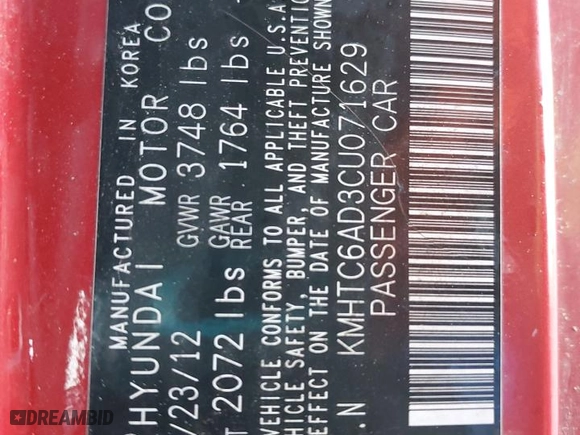 MANUFACTURED IN KOREA
HYUNDAI MOTOR CO
/23/12 GVWR 3748 lbs
GAWR
2072 lbs REAR 1764 lbs
VEHICLE CONFORMS TO ALL APPLICABLE U.S.A
HICLE SAFETY, BUMPER, AND THEFT PREVENTIO
EFFECT ON THE DATE OF MANUFACTURE SHOWN
.N KMHTC6AD3CU071629
PASSENGER CAR
DREAMBID